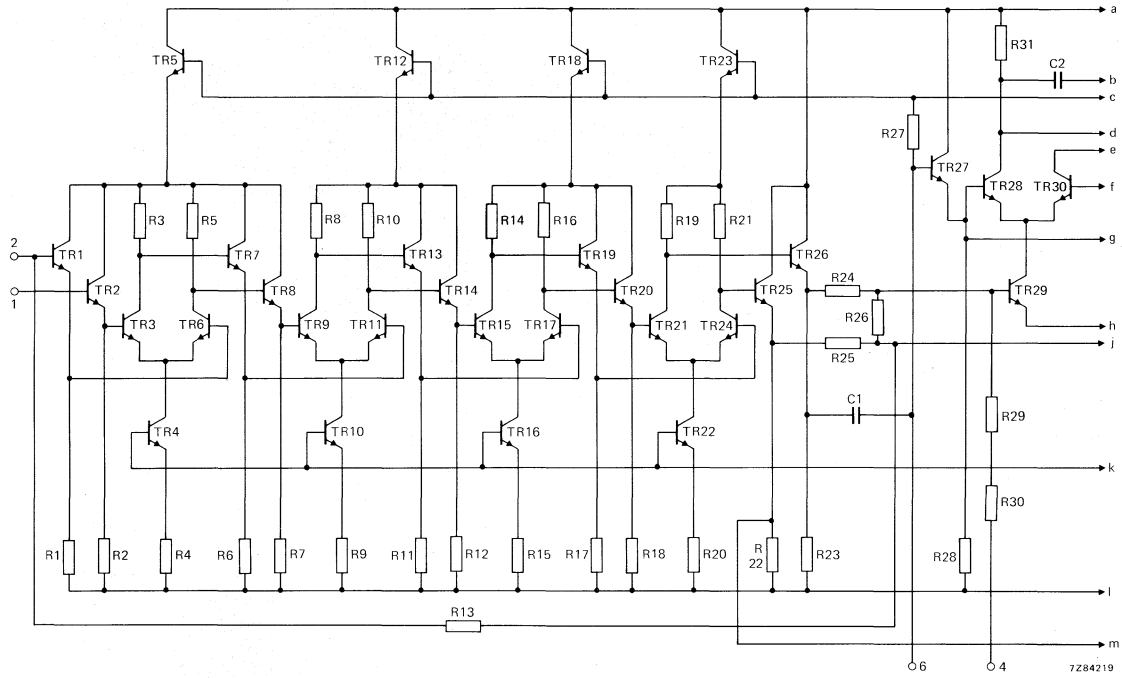 a
R31
TR5
TR12
TR18
TR23
C2
b
c
R27
d
e
TR27
TR28
TR30
f
R3
R5
R8
R10
R14
R16
R19
R21
2
TR1
TR7
TR13
TR19
TR26
g
1
TR2
TR8
TR14
TR20
TR25
R24
TR29
TR3
TR6
TR9
TR11
TR15
TR17
TR21
TR24
R26
h
R25
j
C1
R29
TR4
TR10
TR16
TR22
k
R30
R1
R2
R4
R6
R7
R9
R11
R12
R15
R17
R18
R20
R
22
R23
R28
l
R13
m
6
4
7Z84219